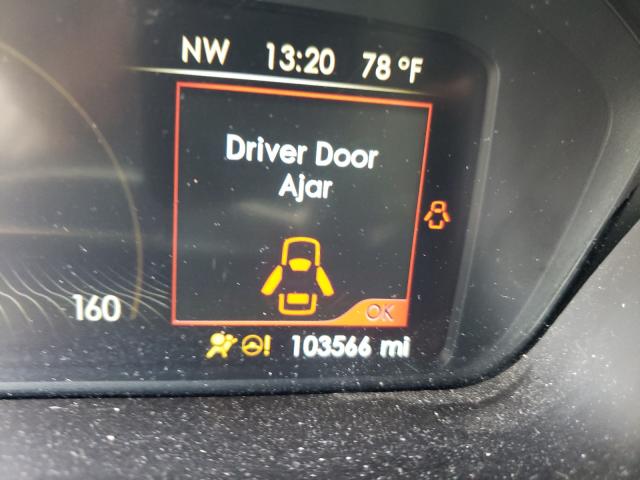 NW 13:20 78 °F
Driver Door
Ajar
OK
160
103566 mi